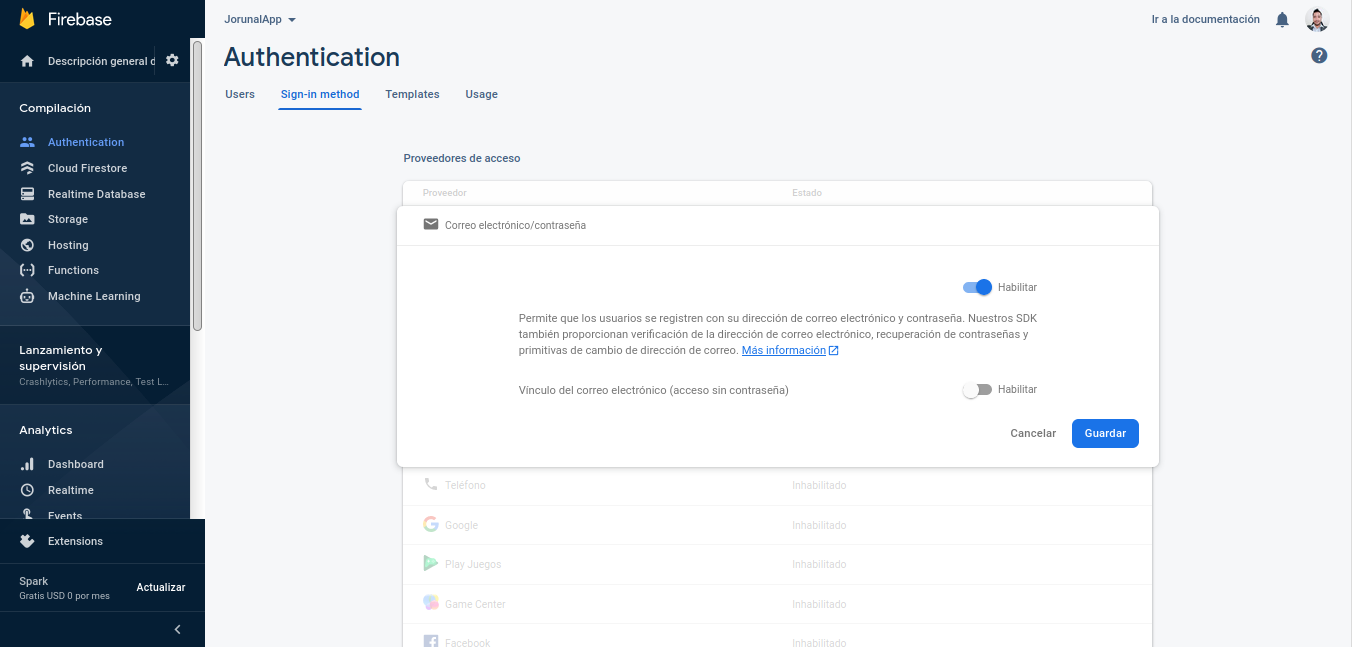 Firebase
Descripción general d
Compilación
Authentication
Cloud Firestore
Realtime Database
Storage
Hosting
Functions
Machine Learning
Lanzamiento y
supervisión
Crashlytics, Performance, Test L...
Analytics
Dashboard
Realtime
Events
Extensions
Spark
Gratis USD 0 por mes
Actualizar
JorunalApp
Ir a la documentación
Authentication
Users
Sign-in method
Templates
Usage
Proveedores de acceso
Proveedor
Estado
Correo electrónico/contraseña
Habilitar
Permite que los usuarios se registren con su dirección de correo electrónico y contraseña. Nuestros SDK
también proporcionan verificación de la dirección de correo electrónico, recuperación de contraseñas y
primitivas de cambio de dirección de correo. Más información
Vínculo del correo electrónico (acceso sin contraseña)
Habilitar
Cancelar
Guardar
Teléfono
Inhabilitado
Google
Inhabilitado
Play Juegos
Inhabilitado
Game Center
Inhabilitado
Facebook
Inhabilitado